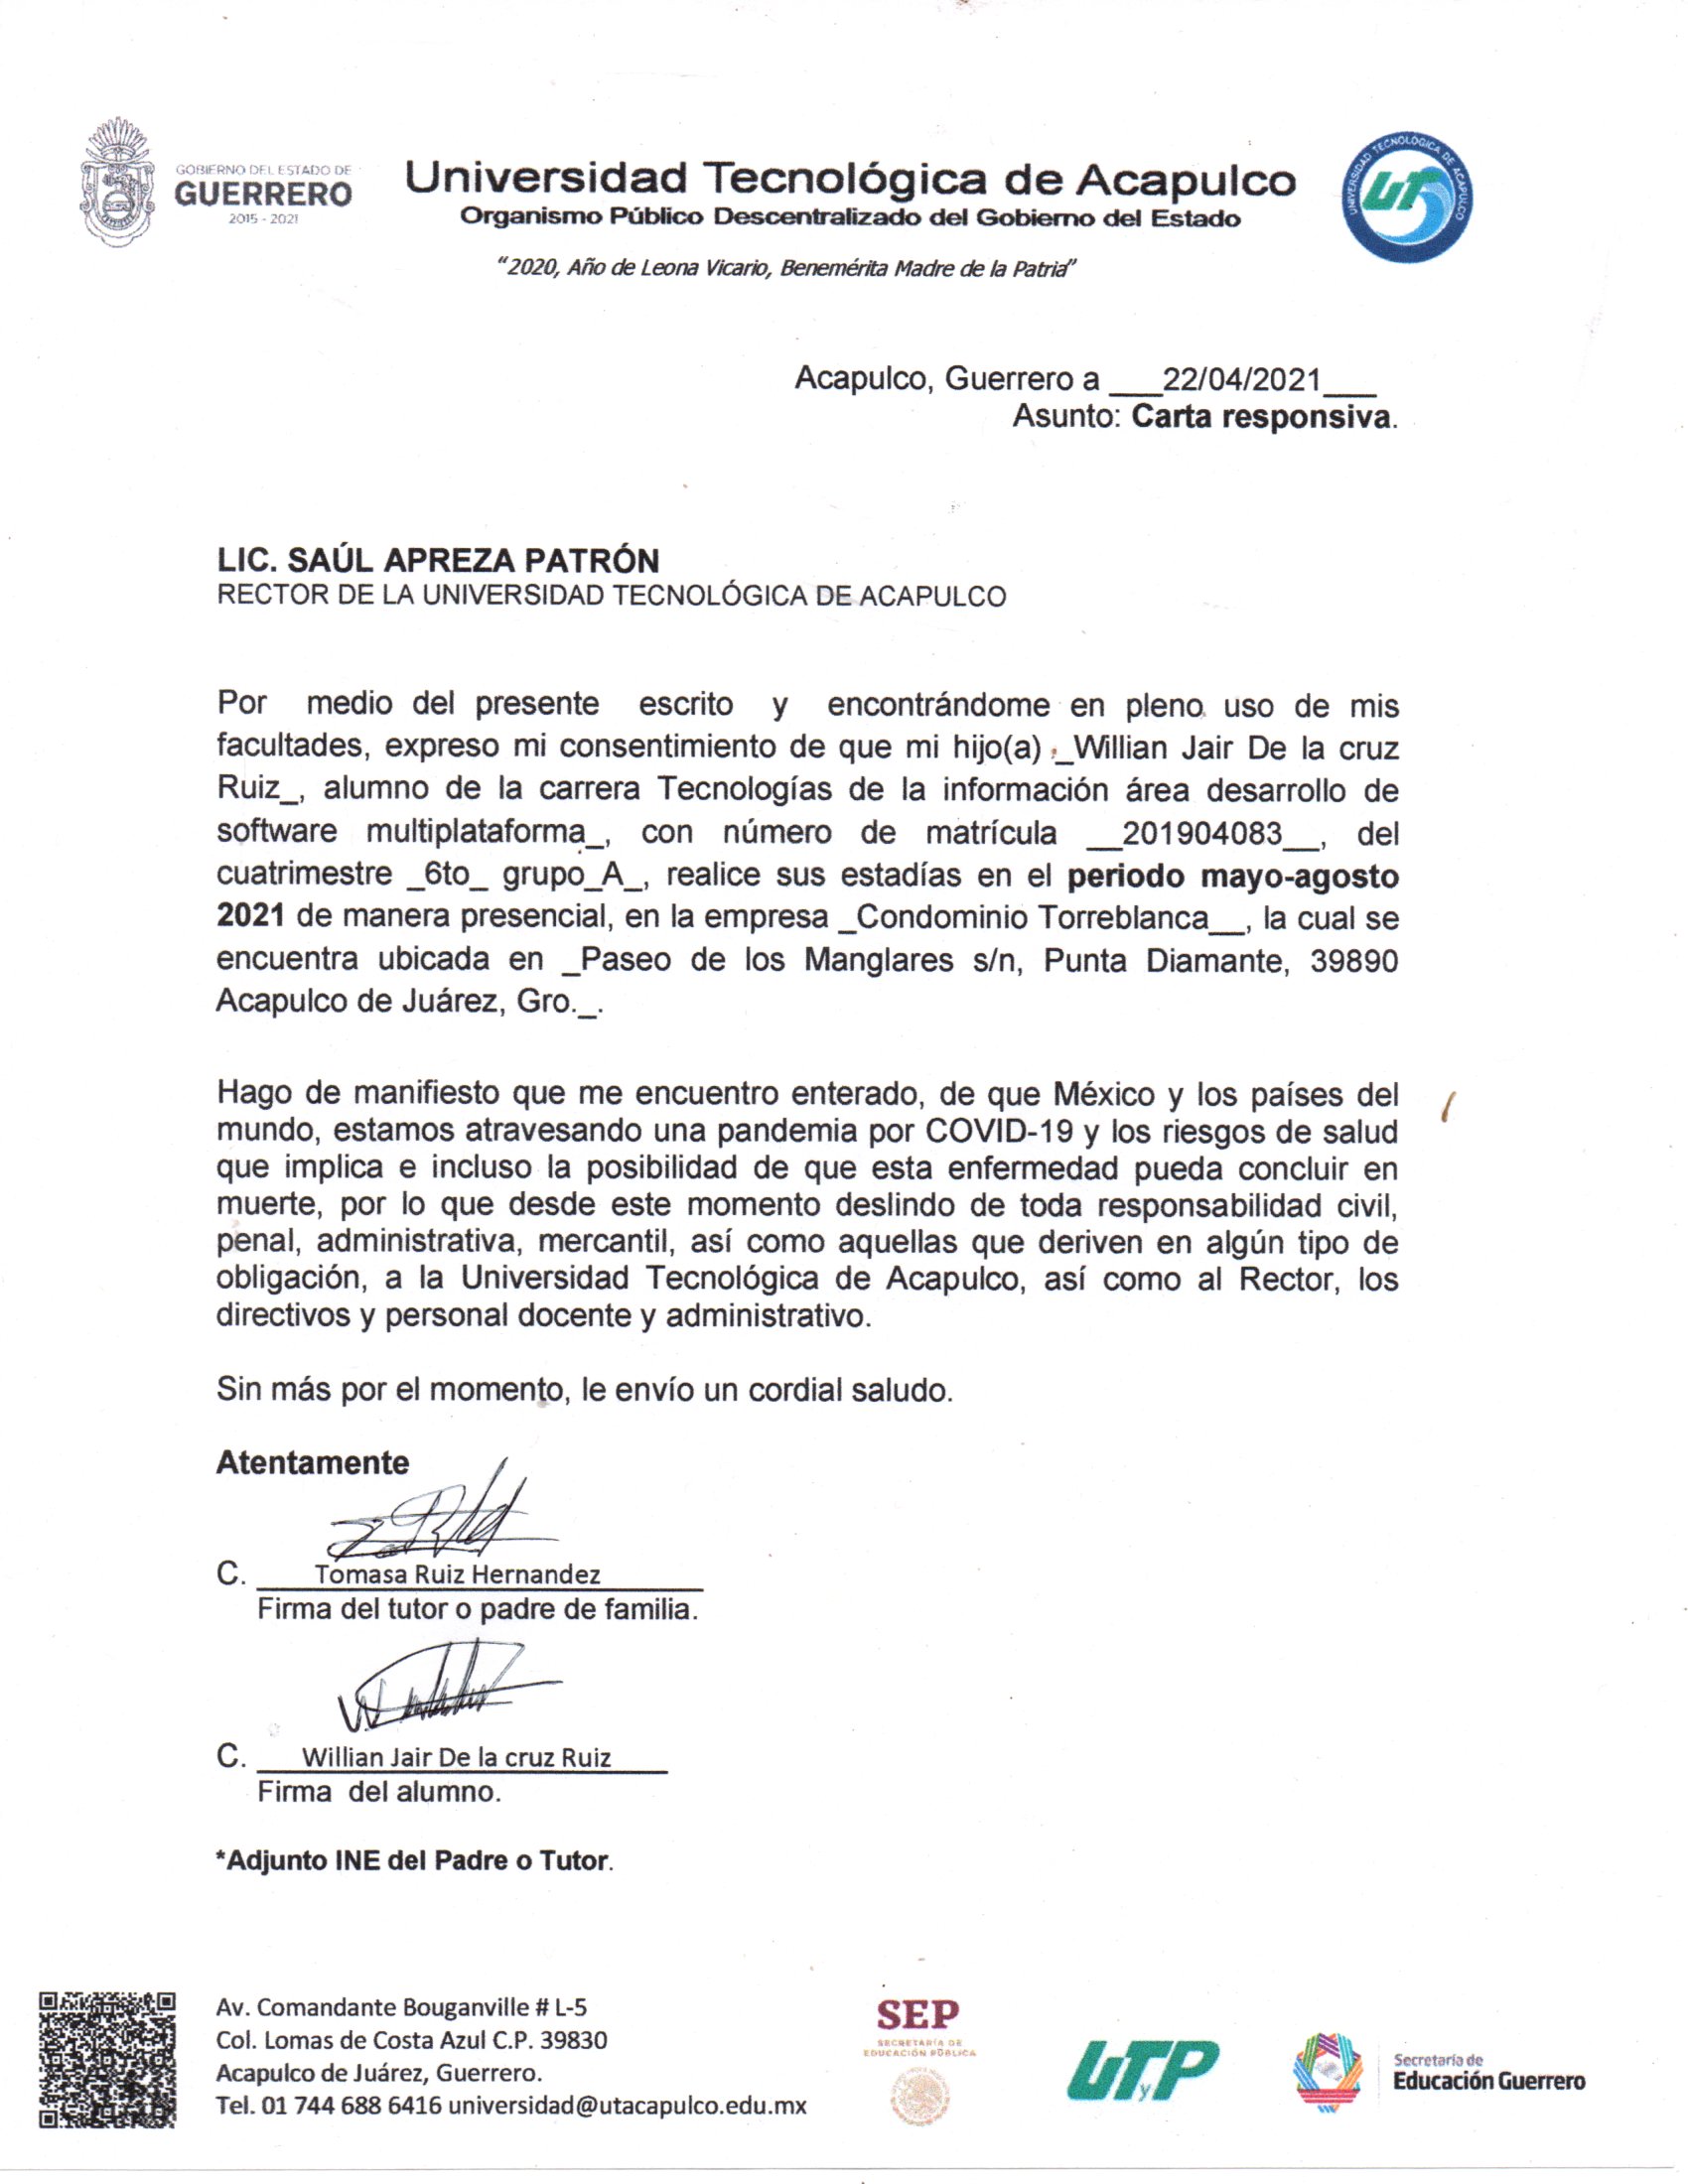 GOBIERNO DEL ESTADO DE
GUERRERO
2015 - 2021
Universidad Tecnológica de Acapulco
Organismo Público Descentralizado del Gobierno del Estado
"2020, Año de Leona Vicario, Benemérita Madre de la Patria"
UNIVERSIDAD TECNOLÓGICA DE ACAPULCO
UT
Acapulco, Guerrero a ___22/04/2021___
Asunto: Carta responsiva.
LIC. SAÚL APREZA PATRÓN
RECTOR DE LA UNIVERSIDAD TECNOLÓGICA DE ACAPULCO
Por medio del presente escrito y encontrándome en pleno uso de mis
facultades, expreso mi consentimiento de que mi hijo(a) _Willian Jair De la cruz
Ruiz_, alumno de la carrera Tecnologías de la información área desarrollo de
software multiplataforma_, con número de matrícula __201904083__, del
cuatrimestre _6to_ grupo_A_, realice sus estadías en el periodo mayo-agosto
2021 de manera presencial, en la empresa _Condominio Torreblanca__, la cual se
encuentra ubicada en _Paseo de los Manglares s/n, Punta Diamante, 39890
Acapulco de Juárez, Gro._.
Hago de manifiesto que me encuentro enterado, de que México y los países del
mundo, estamos atravesando una pandemia por COVID-19 y los riesgos de salud
que implica e incluso la posibilidad de que esta enfermedad pueda concluir en
muerte, por lo que desde este momento deslindo de toda responsabilidad civil,
penal, administrativa, mercantil, así como aquellas que deriven en algún tipo de
obligación, a la Universidad Tecnológica de Acapulco, así como al Rector, los
directivos y personal docente y administrativo.
Sin más por el momento, le envío un cordial saludo.
Atentamente
C. Tomasa Ruiz Hernandez
Firma del tutor o padre de familia.
C. Willian Jair De la cruz Ruiz
Firma del alumno.
*Adjunto INE del Padre o Tutor.
Av. Comandante Bouganville # L-5
Col. Lomas de Costa Azul C.P. 39830
Acapulco de Juárez, Guerrero.
Tel. 01 744 688 6416 universidad@utacapulco.edu.mx
SEP
SECRETARÍA DE
EDUCACIÓN PÚBLICA
UTyP
Secretaría de
Educación Guerrero